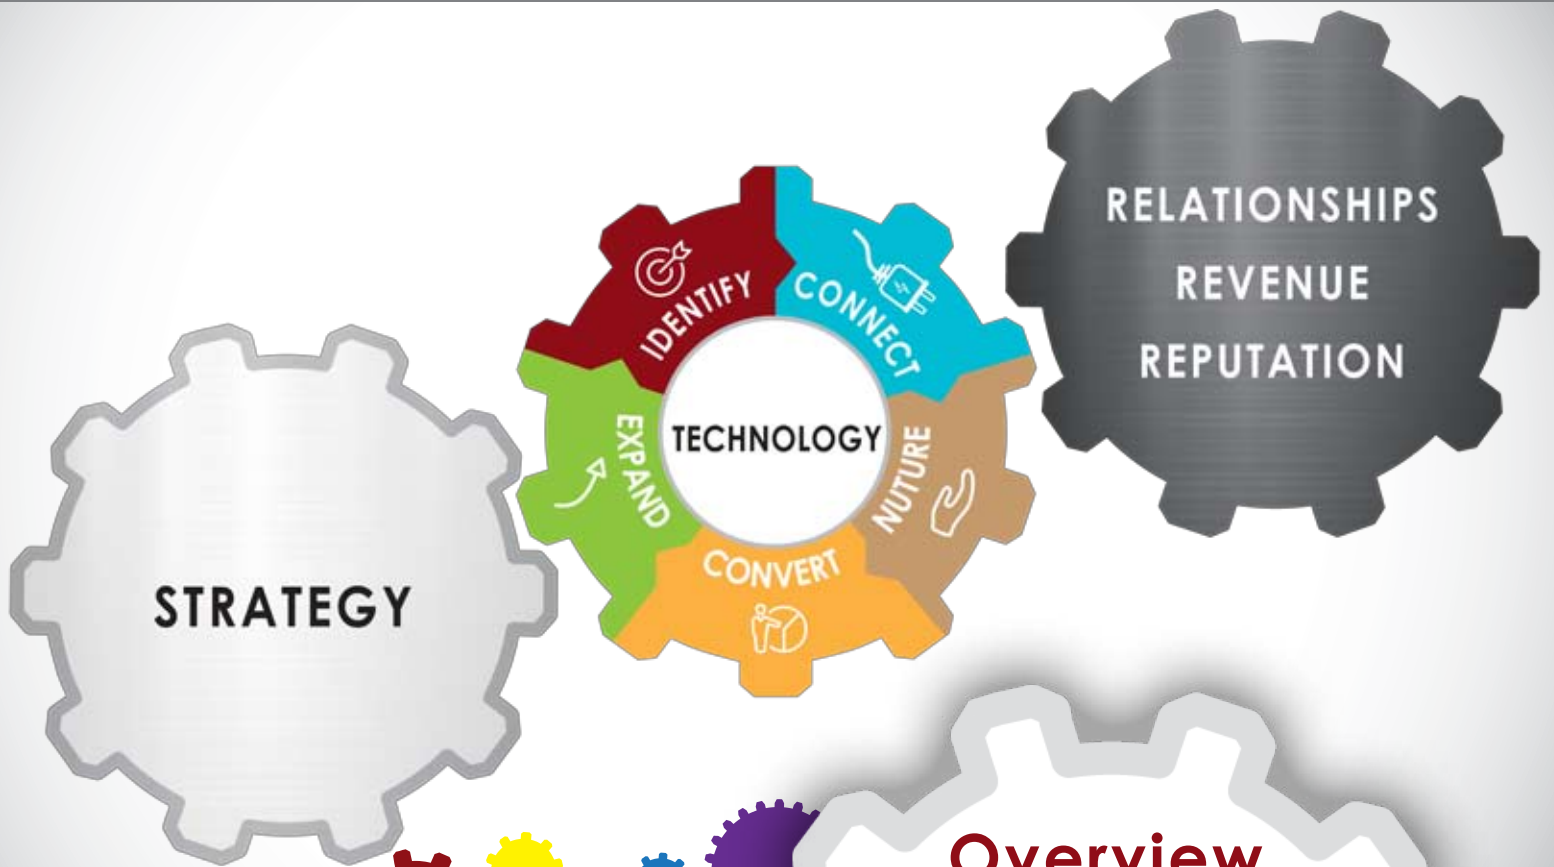 RELATIONSHIPS
REVENUE
REPUTATION
IDENTIFY
CONNECT
TECHNOLOGY
EXPAND
NUTURE
CONVERT
STRATEGY
Overview